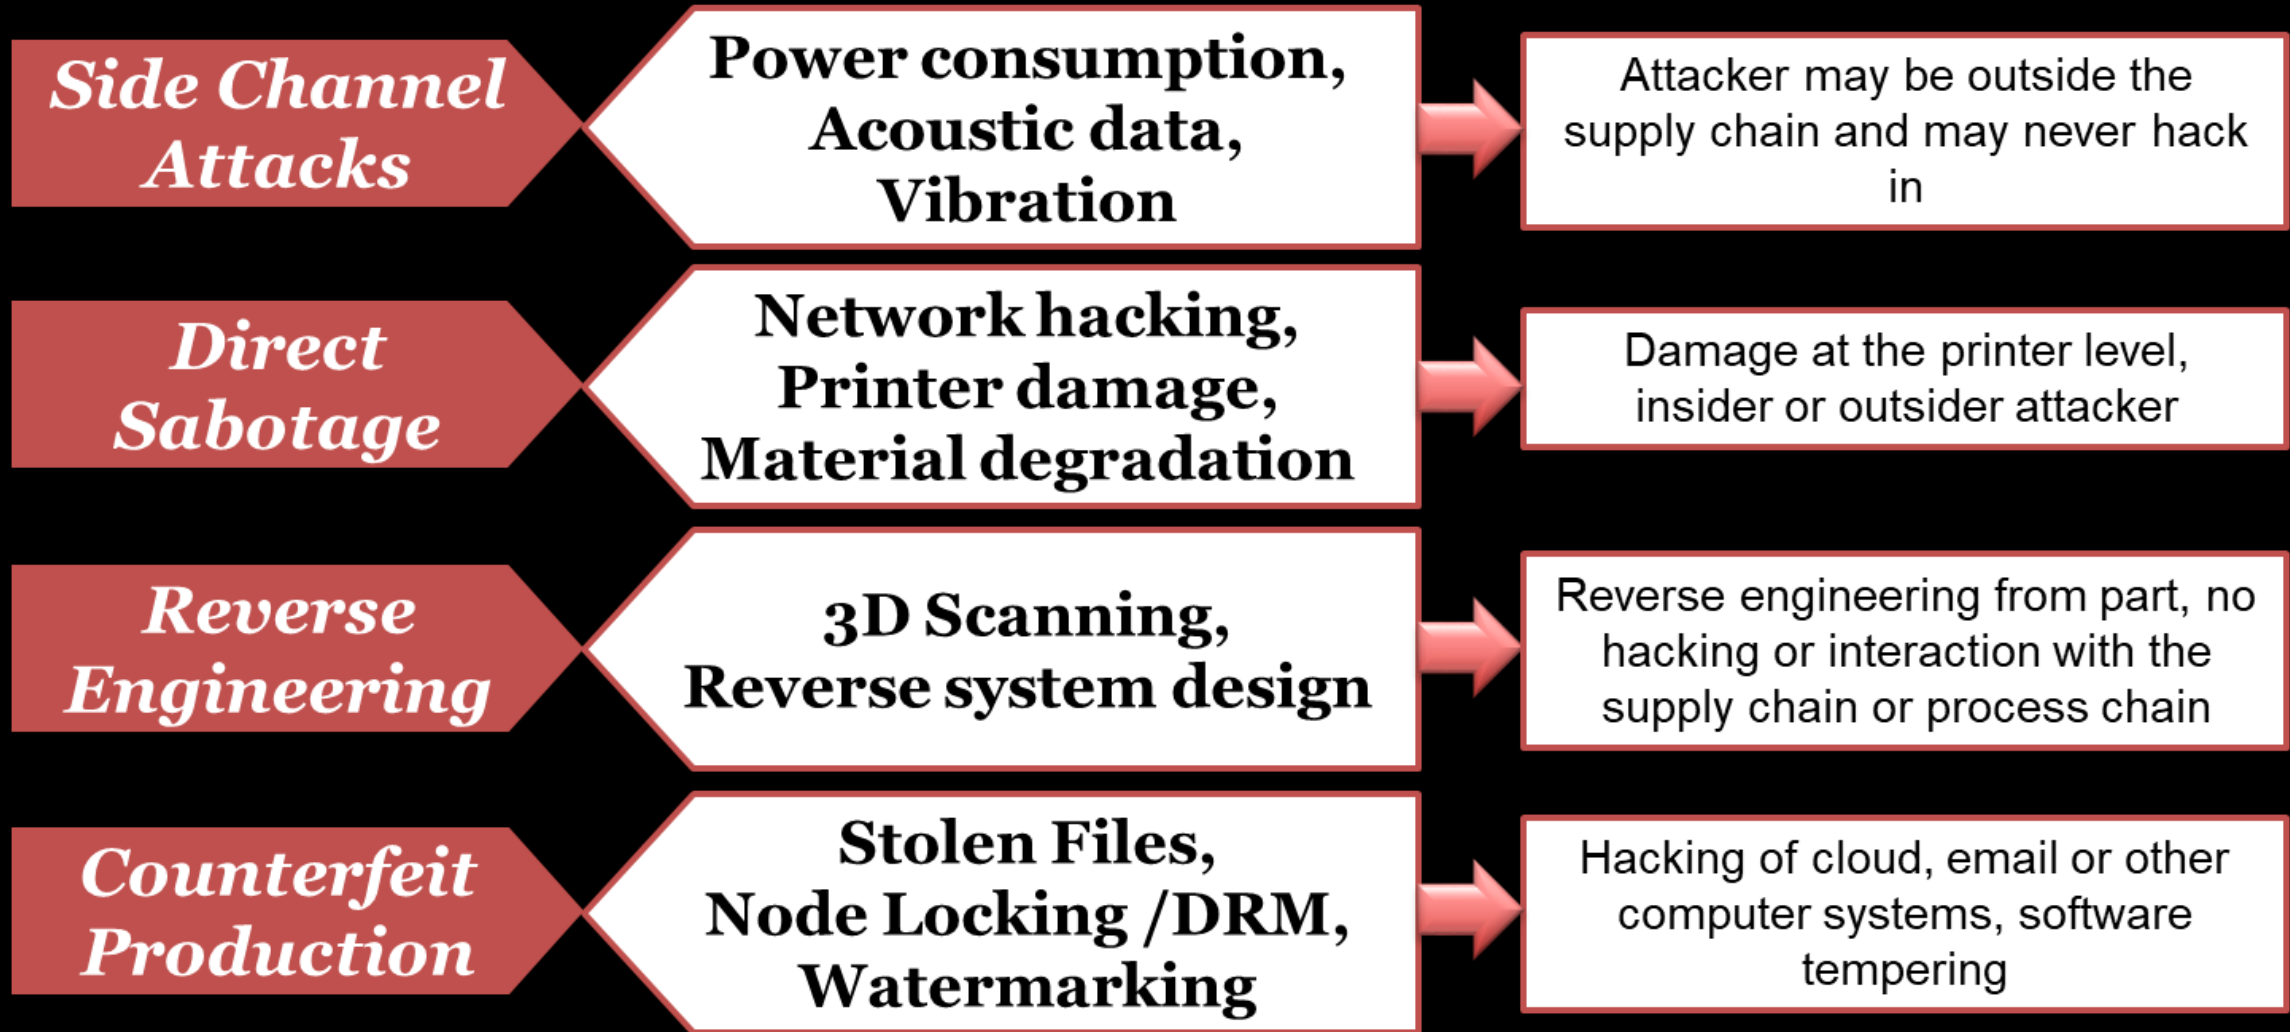 Side Channel
Attacks
Power consumption,
Acoustic data,
Vibration
Attacker may be outside the
supply chain and may never hack
in
Direct
Sabotage
Network hacking,
Printer damage,
Material degradation
Damage at the printer level,
insider or outsider attacker
Reverse
Engineering
3D Scanning,
Reverse system design
Reverse engineering from part, no
hacking or interaction with the
supply chain or process chain
Counterfeit
Production
Stolen Files,
Node Locking /DRM,
Watermarking
Hacking of cloud, email or other
computer systems, software
tempering